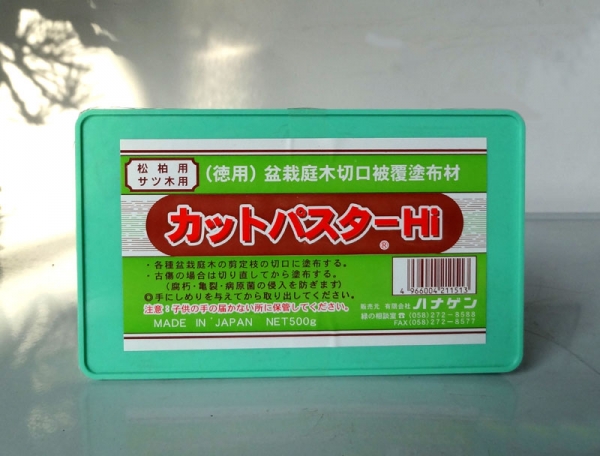 松柏用
サツ木用
(徳用) 盆栽庭木切口被覆塗布材
カットパスターHi
®
・各種盆栽庭木の剪定枝の切口に塗布する。
・古傷の場合は切り直してから塗布する。
(腐朽・亀裂・病原菌の侵入を防ぎます)
手にしめりを与えてから取り出してください。
注意：子供の手の届かない所に保管してください。
MADE IN JAPAN NET500g
4 966004 211513
販売元 有限会社 ハナゲン
緑の相談室☎(058)272-8588
FAX(058)272-8577